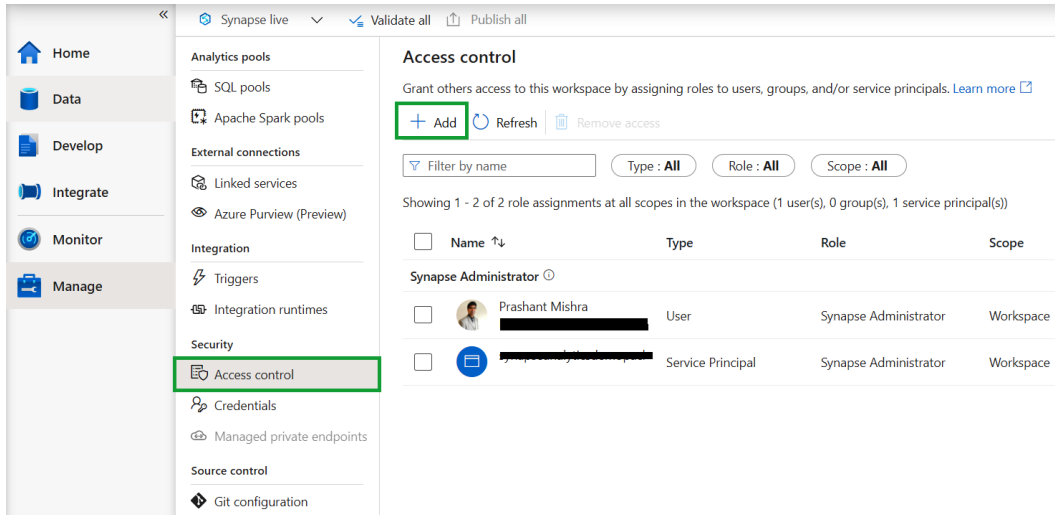 «
Synapse live
Validate all
Publish all
Home
Data
Develop
Integrate
Monitor
Manage
Analytics pools
SQL pools
Apache Spark pools
External connections
Linked services
Azure Purview (Preview)
Integration
Triggers
Integration runtimes
Security
Access control
Credentials
Managed private endpoints
Source control
Git configuration
Access control
Grant others access to this workspace by assigning roles to users, groups, and/or service principals. Learn more
Add Refresh Remove access
Filter by name Type : All Role : All Scope : All
Showing 1 - 2 of 2 role assignments at all scopes in the workspace (1 user(s), 0 group(s), 1 service principal(s))
Name ↑↓ Type Role Scope
Synapse Administrator
Prashant Mishra
User Synapse Administrator Workspace
Service Principal Synapse Administrator Workspace